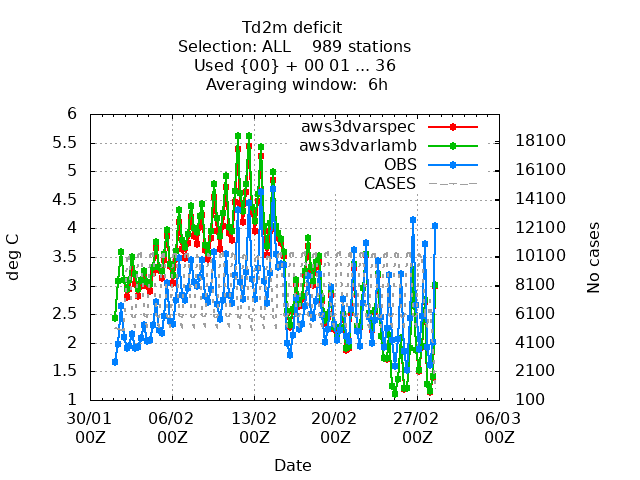 Td2m deficit
Selection: ALL    989 stations
Used {00} + 00 01 ... 36
Averaging window:  6h
aws3dvarspec
aws3dvarlamb
OBS
CASES
6
5.5
5
4.5
4
3.5
3
2.5
2
1.5
1
deg C
18100
16100
14100
12100
10100
8100
6100
4100
2100
100
No cases
30/01 06/02 13/02 20/02 27/02 06/03
00Z 00Z 00Z 00Z 00Z 00Z
Date